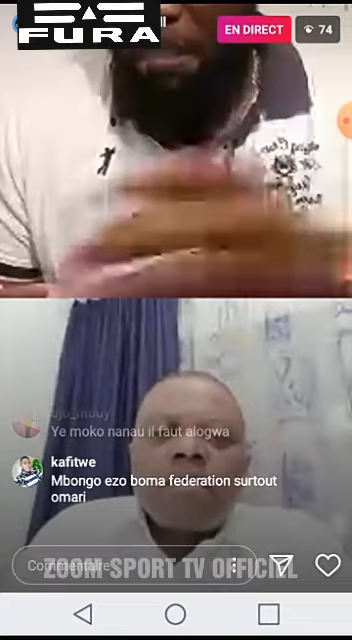 FURA
EN DIRECT
74
Ye moko nanau il faut alogwa
kafitwe
Mbongo ezo boma federation surtout
omari
Commentaire
ZOOM SPORT TV OFFICIEL